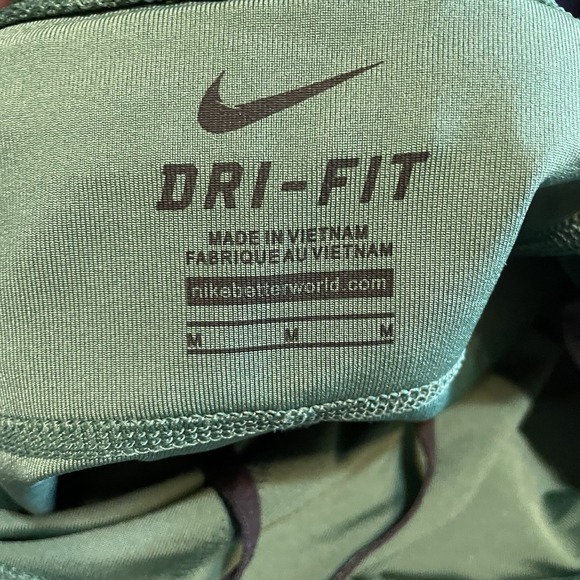 DRI-FIT
MADE IN VIETNAM
FABRIQUE AU VIETNAM
nikebetterworld.com
M M M